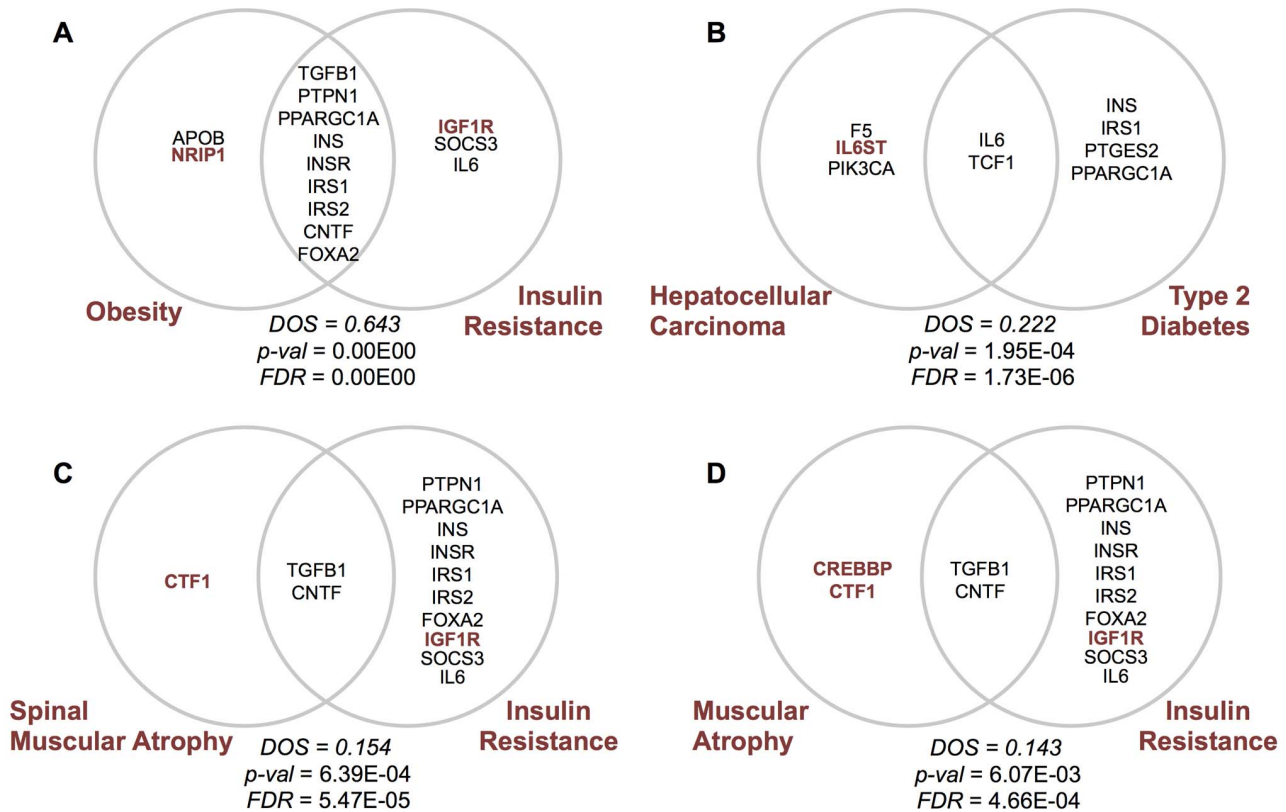 A
APOB
NRIP1
TGFB1
PTPN1
PPARGC1A
INS
INSR
IRS1
IRS2
CNTF
FOXA2
IGF1R
SOCS3
IL6
Obesity
Insulin
Resistance
DOS = 0.643
p-val = 0.00E00
FDR = 0.00E00
B
F5
IL6ST
PIK3CA
IL6
TCF1
INS
IRS1
PTGES2
PPARGC1A
Hepatocellular
Carcinoma
Type 2
Diabetes
DOS = 0.222
p-val = 1.95E-04
FDR = 1.73E-06
C
CTF1
TGFB1
CNTF
PTPN1
PPARGC1A
INS
INSR
IRS1
IRS2
FOXA2
IGF1R
SOCS3
IL6
Spinal
Muscular Atrophy
Insulin
Resistance
DOS = 0.154
p-val = 6.39E-04
FDR = 5.47E-05
D
CREBBP
CTF1
TGFB1
CNTF
PTPN1
PPARGC1A
INS
INSR
IRS1
IRS2
FOXA2
IGF1R
SOCS3
IL6
Muscular
Atrophy
Insulin
Resistance
DOS = 0.143
p-val = 6.07E-03
FDR = 4.66E-04